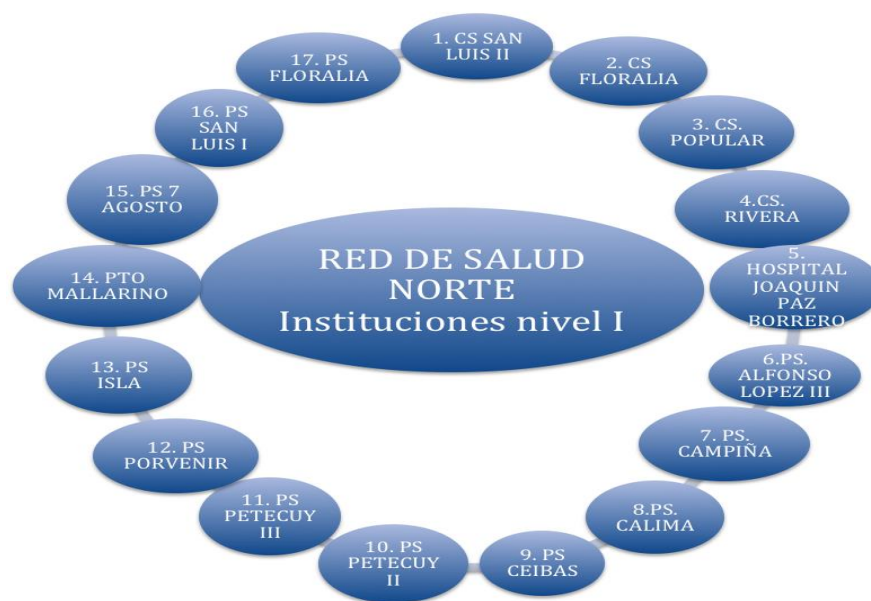 1. CS SAN
LUIS II
2. CS
FLORALIA
3. CS.
POPULAR
4.CS.
RIVERA
5.
HOSPITAL
JOAQUIN
PAZ
BORRERO
6.PS.
ALFONSO
LOPEZ III
7. PS.
CAMPIÑA
8.PS.
CALIMA
9. PS
CEIBAS
10. PS
PETECUY
II
11. PS
PETECUY
III
12. PS
PORVENIR
13. PS
ISLA
14. PTO
MALLARINO
15. PS 7
AGOSTO
16. PS
SAN
LUIS I
17. PS
FLORALIA
RED DE SALUD
NORTE
Instituciones nivel I